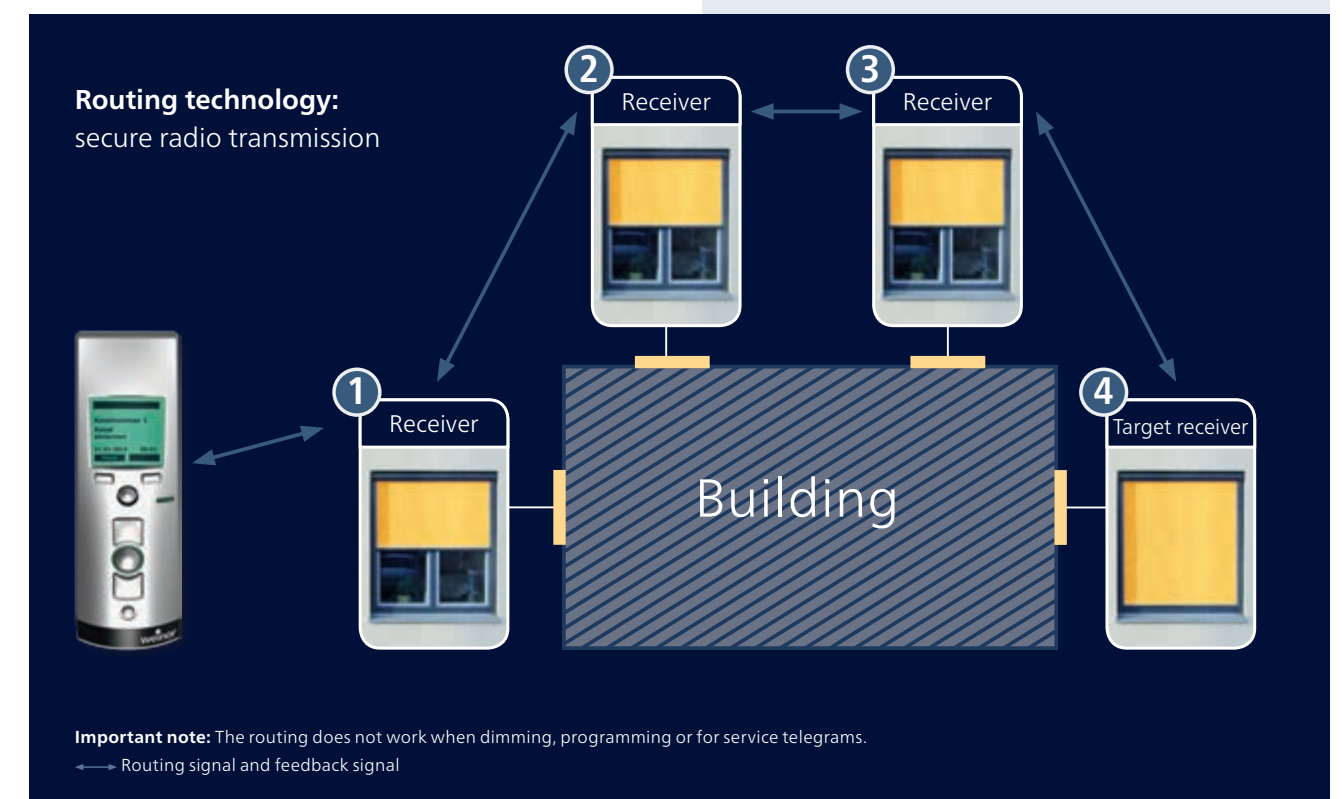 Routing technology:
secure radio transmission
2
Receiver
3
Receiver
1
Receiver
4
Target receiver
Building
weinor
Important note: The routing does not work when dimming, programming or for service telegrams.
Routing signal and feedback signal